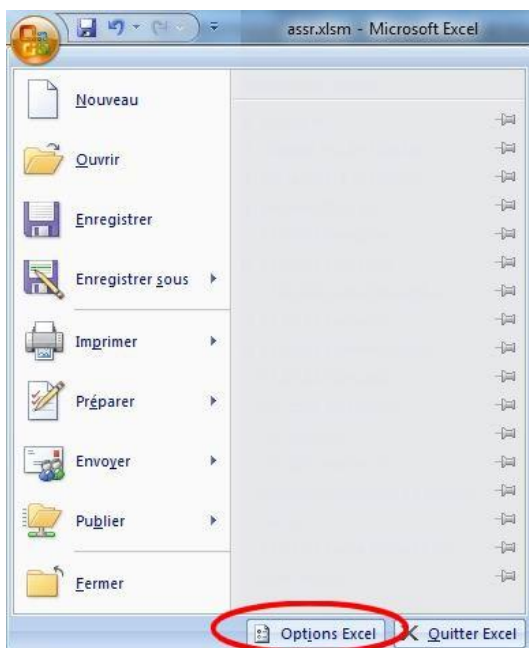 assr.xlsm - Microsoft Excel
Nouveau
Ouvrir
Enregistrer
Enregistrer sous
Imprimer
Préparer
Envoyer
Publier
Fermer
Options Excel
Quitter Excel